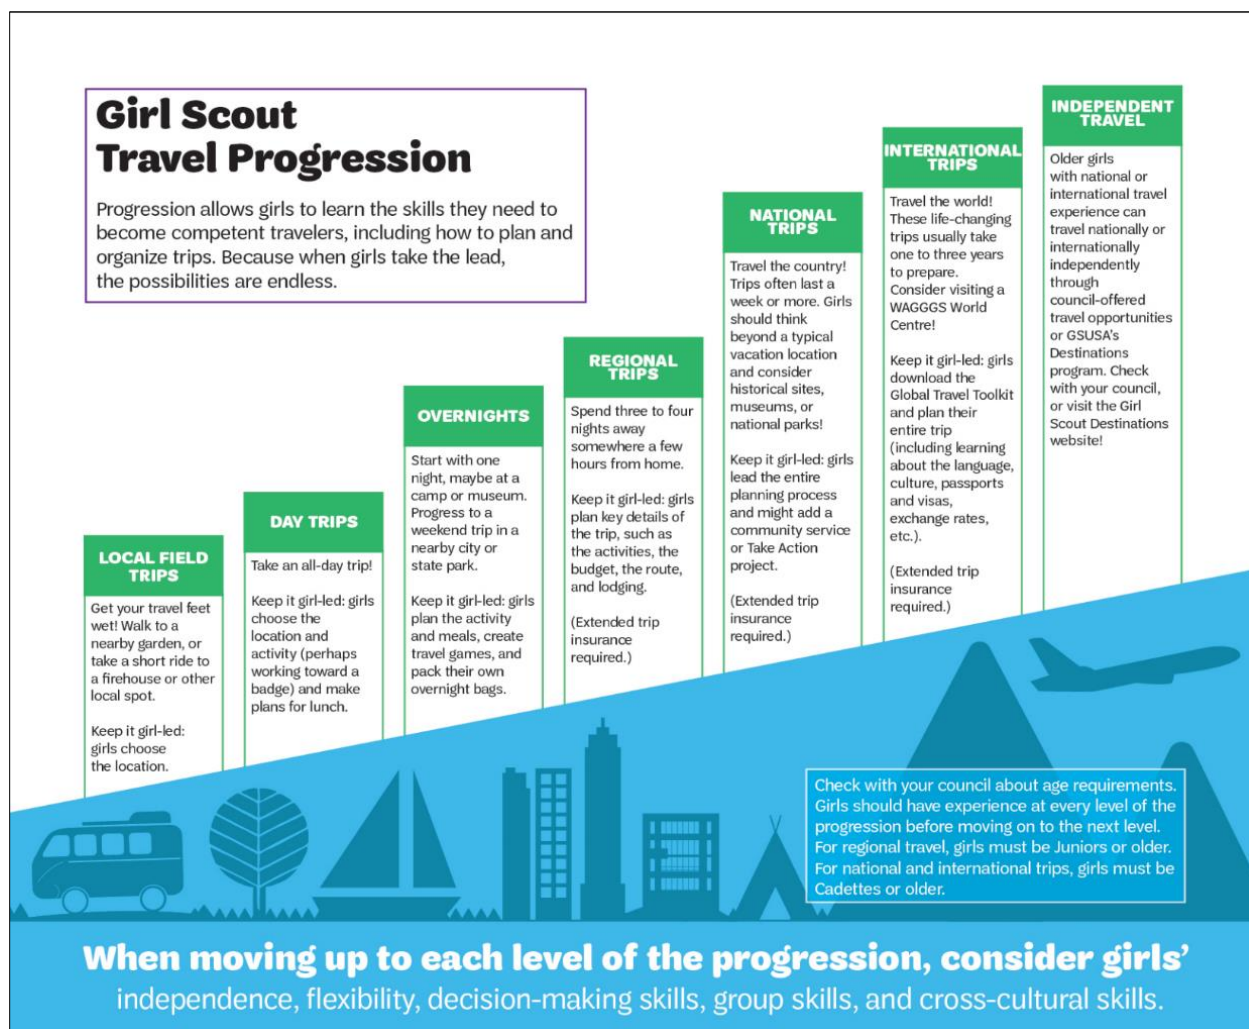 Girl Scout
Travel Progression
Progression allows girls to learn the skills they need to
become competent travelers, including how to plan and
organize trips. Because when girls take the lead,
the possibilities are endless.
LOCAL FIELD
TRIPS
Get your travel feet
wet! Walk to a
nearby garden, or
take a short ride to
a firehouse or other
local spot.
Keep it girl-led:
girls choose
the location.
DAY TRIPS
Take an all-day trip!
Keep it girl-led: girls
choose the
location and
activity (perhaps
working toward a
badge) and make
plans for lunch.
OVERNIGHTS
Start with one
night, maybe at a
camp or museum.
Progress to a
weekend trip in a
nearby city or
state park.
Keep it girl-led: girls
plan the activity
and meals, create
travel games, and
pack their own
overnight bags.
REGIONAL
TRIPS
Spend three to four
nights away
somewhere a few
hours from home.
Keep it girl-led: girls
plan key details of
the trip, such as
the activities, the
budget, the route,
and lodging.
(Extended trip
insurance
required.)
NATIONAL
TRIPS
Travel the country!
Trips often last a
week or more. Girls
should think
beyond a typical
vacation location
and consider
historical sites,
museums, or
national parks!
Keep it girl-led: girls
lead the entire
planning process
and might add a
community service
or Take Action
project.
(Extended trip
insurance
required.)
INTERNATIONAL
TRIPS
Travel the world!
These life-changing
trips usually take
one to three years
to prepare.
Consider visiting a
WAGGGS World
Centre!
Keep it girl-led: girls
download the
Global Travel Toolkit
and plan their
entire trip
(including learning
about the language,
culture, passports
and visas,
exchange rates,
etc.).
(Extended trip
insurance
required.)
INDEPENDENT
TRAVEL
Older girls
with national or
international travel
experience can
travel nationally or
internationally
independently
through
council-offered
travel opportunities
or GSUSA's
Destinations
program. Check
with your council,
or visit the Girl
Scout Destinations
website!
Check with your council about age requirements.
Girls should have experience at every level of the
progression before moving on to the next level.
For regional travel, girls must be Juniors or older.
For national and international trips, girls must be
Cadettes or older.
When moving up to each level of the progression, consider girls'
independence, flexibility, decision-making skills, group skills, and cross-cultural skills.